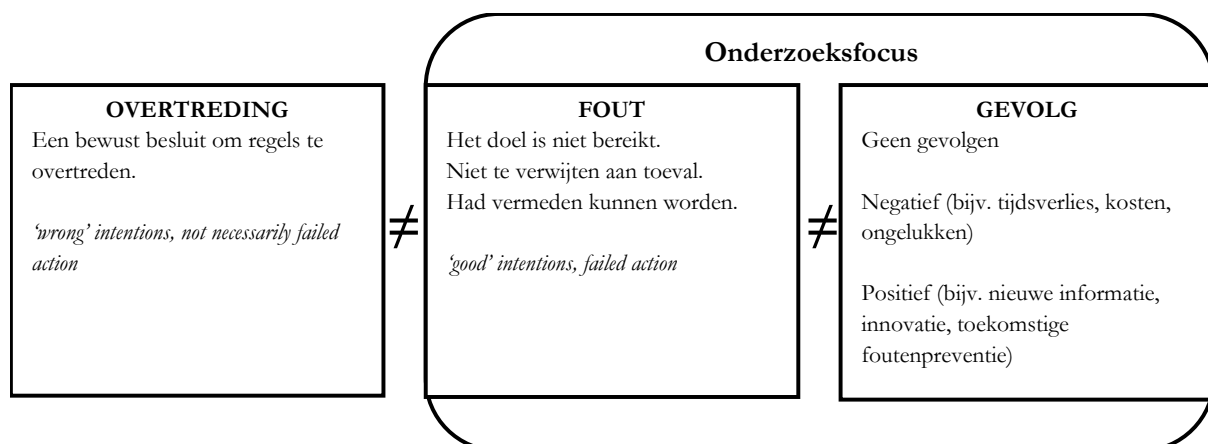 Onderzoeksfocus
OVERTREDING
Een bewust besluit om regels te
overtreden.
‘wrong’ intentions, not necessarily failed
action
≠
FOUT
Het doel is niet bereikt.
Niet te verwijten aan toeval.
Had vermeden kunnen worden.
‘good’ intentions, failed action
≠
GEVOLG
Geen gevolgen
Negatief (bijv. tijdsverlies, kosten,
ongelukken)
Positief (bijv. nieuwe informatie,
innovatie, toekomstige
foutenpreventie)